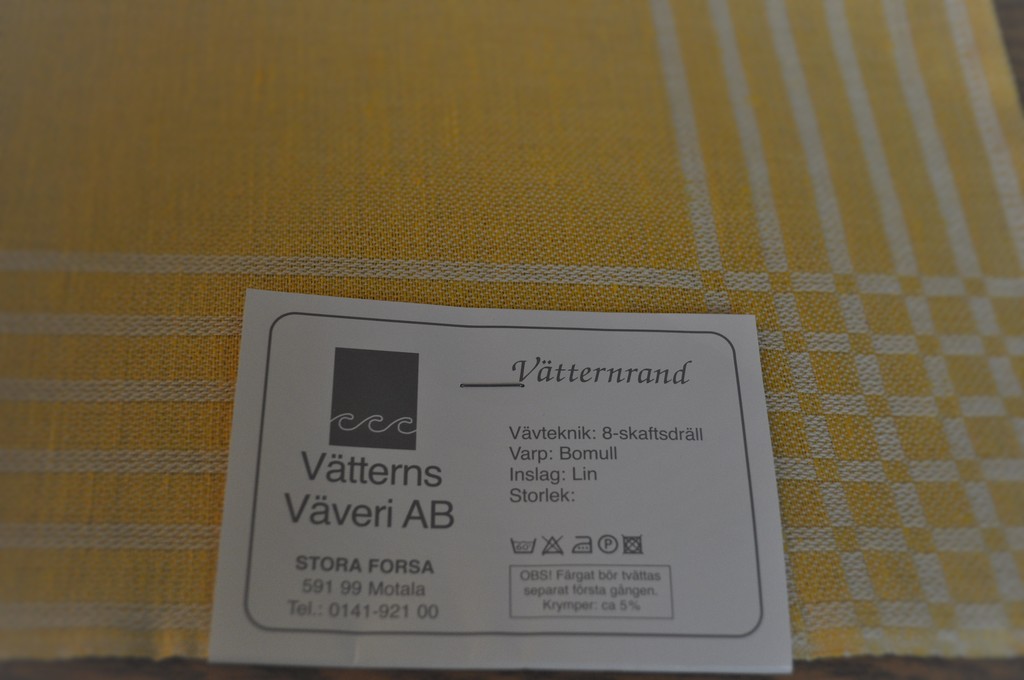 Vätterns
Väveri AB
STORA FORSA
591 99 Motala
Tel.: 0141-921 00
Vätternrand
Vävteknik: 8-skaftsdräll
Varp: Bomull
Inslag: Lin
Storlek:
60°
P
OBS! Färgat bör tvättas
separat första gången.
Krymper: ca 5%